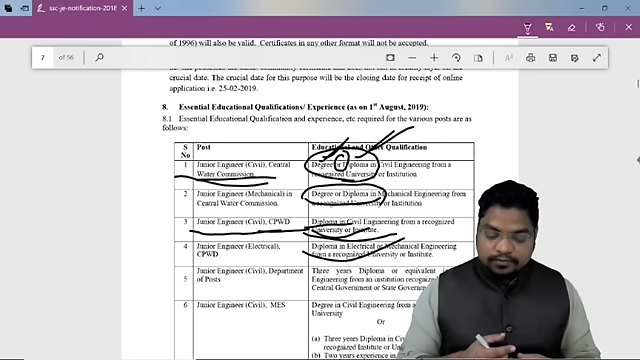 ssc-je-notification-2018
7 of 56
of 1996) will also be valid. Certificates in any other format will not be accepted.
crucial date. The crucial date for this purpose will be the closing date for receipt of online
application i.e. 25-02-2019.
8. Essential Educational Qualifications/ Experience (as on 1st August, 2019):
8.1 Essential Educational Qualification and experience, etc required for the various posts are as
follows:
S No Post Educational and Other Qualification
1 Junior Engineer (Civil), Central Water Commission. Degree or Diploma in Civil Engineering from a recognized University or Institution
2 Junior Engineer (Mechanical) in Central Water Commission. Degree or Diploma in Mechanical Engineering from a recognized University or Institution
3 Junior Engineer (Civil), CPWD Diploma in Civil Engineering from a recognized University or Institute.
4 Junior Engineer (Electrical), CPWD Diploma in Electrical or Mechanical Engineering from a recognized University or Institute.
5 Junior Engineer (Civil), Department of Posts Three years Diploma or equivalent in Engineering from an institution recognized Central Government or State
6 Junior Engineer (Civil), MES Degree in Civil Engineering from a University
Or
(a) Three years Diploma in recognized Institute or
(b) Two years experience in